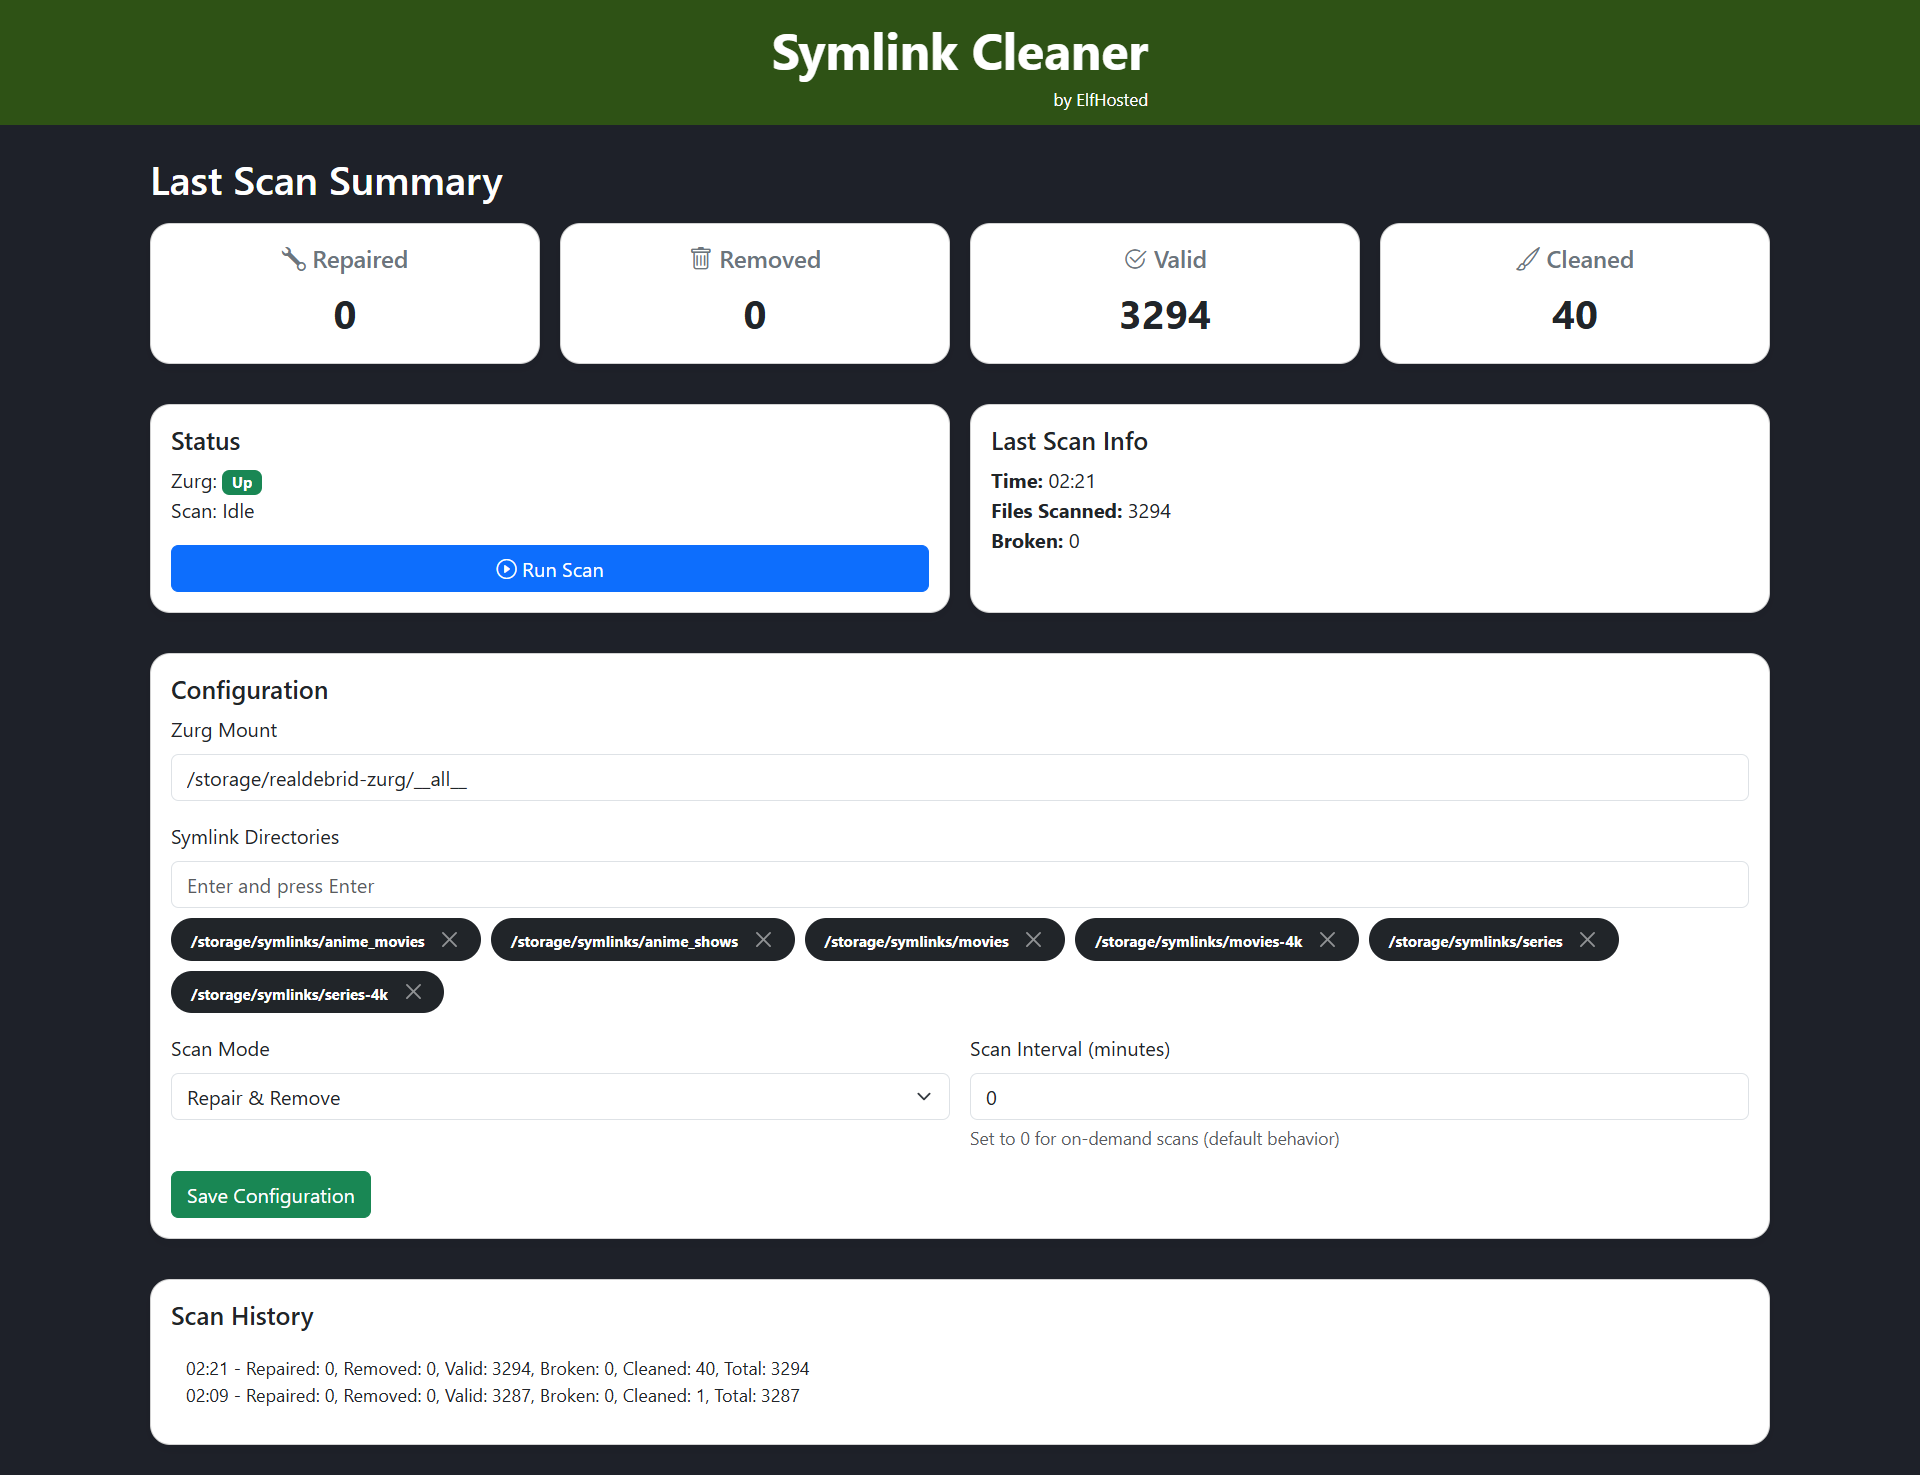 Symlink Cleaner
by ElfHosted
Last Scan Summary
Repaired
0
Removed
0
Valid
3294
Cleaned
40
Status
Zurg: Up
Scan: Idle
Run Scan
Last Scan Info
Time: 02:21
Files Scanned: 3294
Broken: 0
Configuration
Zurg Mount
/storage/realdebrid-zurg/__all__
Symlink Directories
Enter and press Enter
/storage/symlinks/anime_movies
/storage/symlinks/anime_shows
/storage/symlinks/movies
/storage/symlinks/movies-4k
/storage/symlinks/series
/storage/symlinks/series-4k
Scan Mode
Repair & Remove
Scan Interval (minutes)
0
Set to 0 for on-demand scans (default behavior)
Save Configuration
Scan History
02:21 - Repaired: 0, Removed: 0, Valid: 3294, Broken: 0, Cleaned: 40, Total: 3294
02:09 - Repaired: 0, Removed: 0, Valid: 3287, Broken: 0, Cleaned: 1, Total: 3287